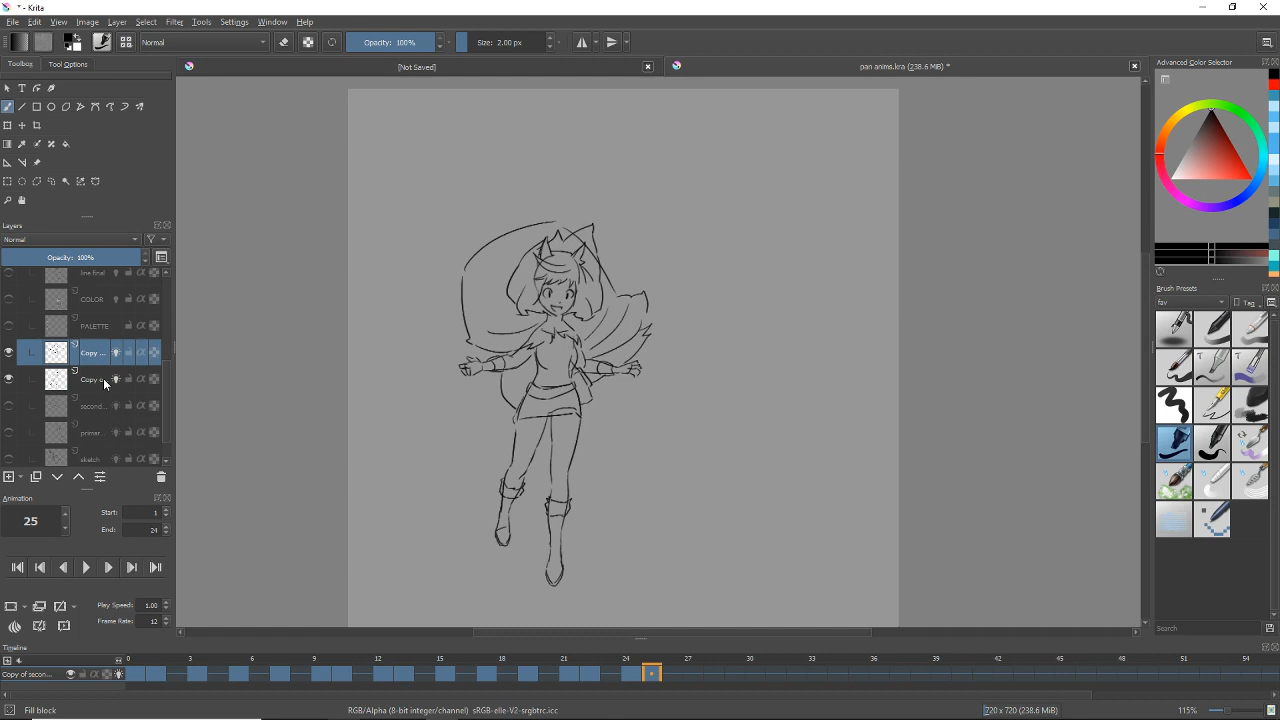 * - Krita
File Edit View Image Layer Select Filter Tools Settings Window Help
Normal Opacity: 100% Size: 2.00 px
Toolbox Tool Options
[Not Saved] pan anims.kra (238.6 MiB) *
Advanced Color Selector
Layers
Normal
Opacity: 100%
line final
COLOR
PALETTE
Copy ...
Copy o
second...
primar...
sketch
Animation
25
Start: 1
End: 24
Play Speed: 1.00
Frame Rate: 12
Brush Presets
fav Tag
Search
Timeline
0 3 6 9 12 15 18 21 24 27 30 33 36 39 42 45 48 51 54
Copy of secon...
Fill block RGB/Alpha (8-bit integer/channel) sRGB-elle-V2-srgbtrc.icc 720 x 720 (238.6 MiB) 115%